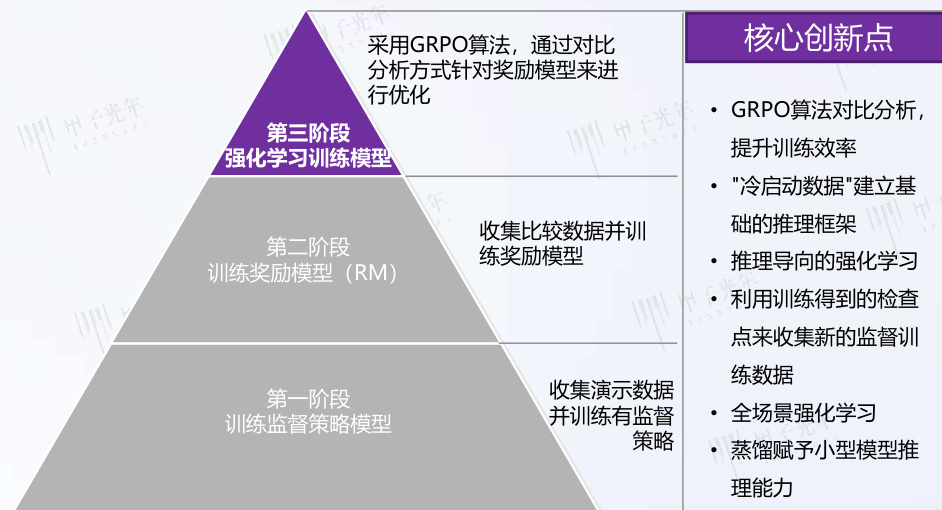 采用GRPO算法，通过对比
分析方式针对奖励模型来进
行优化
第三阶段
强化学习训练模型
第二阶段
训练奖励模型（RM）
收集比较数据并训
练奖励模型
第一阶段
训练监督策略模型
收集演示数据
并训练有监督
策略
核心创新点
• GRPO算法对比分析，
提升训练效率
• "冷启动数据"建立基
础的推理框架
• 推理导向的强化学习
• 利用训练得到的检查
点来收集新的监督训
练数据
• 全场景强化学习
• 蒸馏赋予小型模型推
理能力